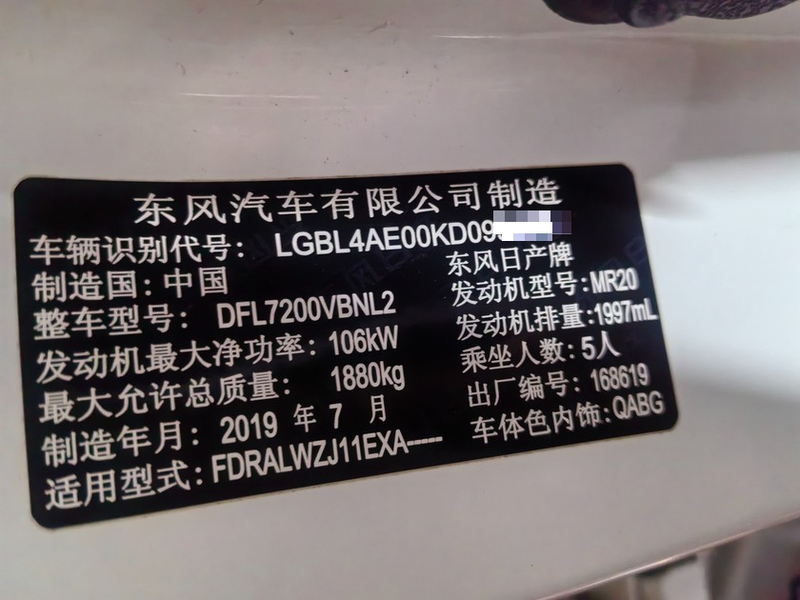 东风汽车有限公司制造
车辆识别代号: LGBL4AE00KD09
制造国:中国 东风日产牌
整车型号: DFL7200VBNL2 发动机型号:MR20
发动机最大净功率: 106kW 发动机排量:1997mL
最大允许总质量: 1880kg 乘坐人数:5人
制造年月: 2019 年 7 月 出厂编号: 168619
适用型式:FDRALWZJ11EXA----- 车体色内饰:QABG